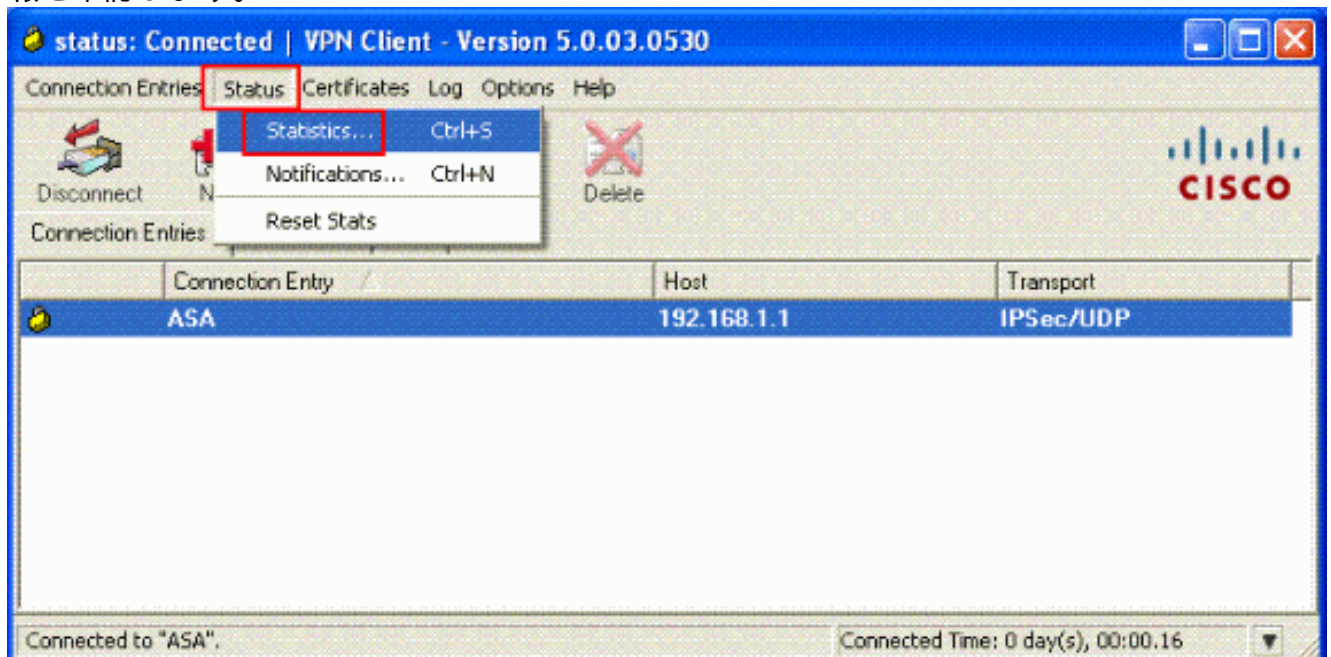 status: Connected | VPN Client - Version 5.0.03.0530
Connection Entries Status Certificates Log Options Help
Statistics... Ctrl+S
Notifications... Ctrl+N
Reset Stats
Disconnect
Delete
CISCO
Connection Entries
Connection Entry Host Transport
ASA 192.168.1.1 IPSec/UDP
Connected to "ASA". Connected Time: 0 day(s), 00:00.16